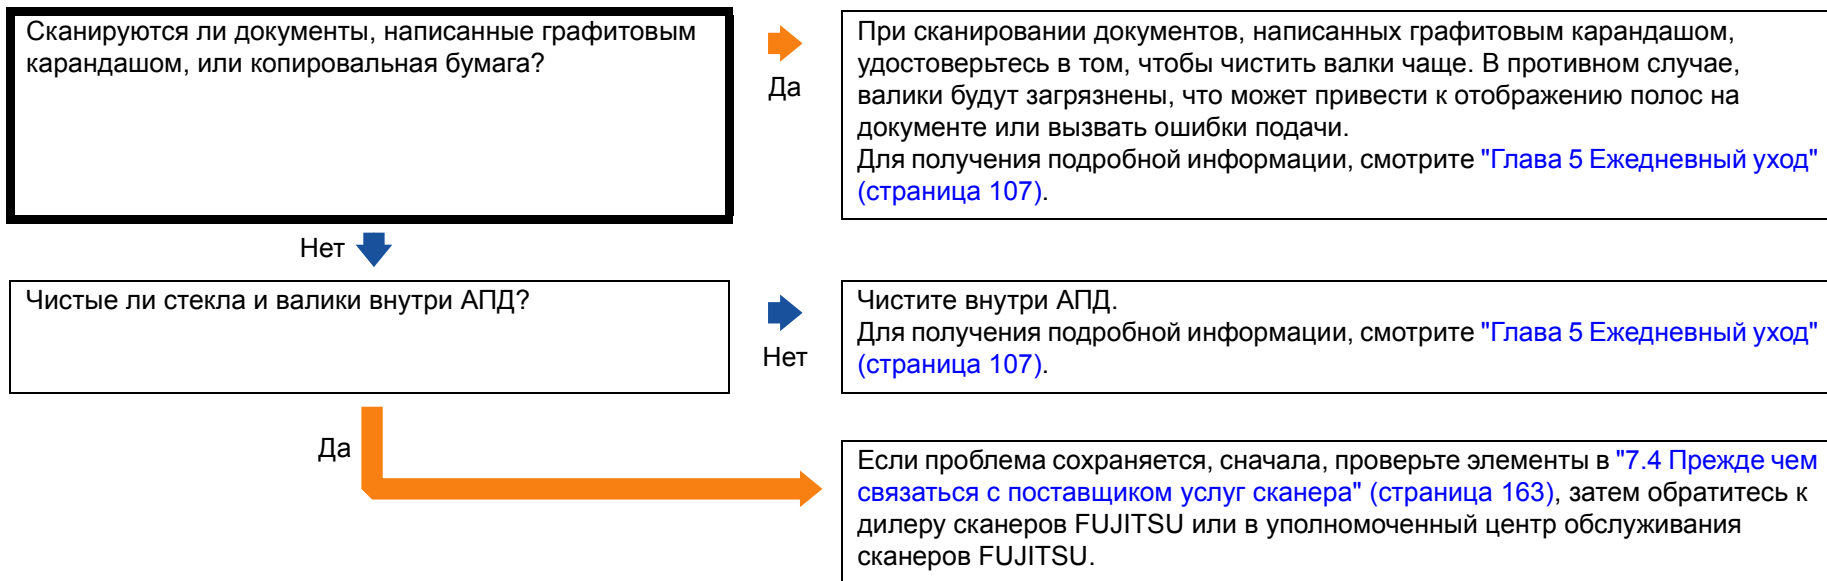 Сканируются ли документы, написанные графитовым
карандашом, или копировальная бумага?
Да
При сканировании документов, написанных графитовым карандашом,
удостоверьтесь в том, чтобы чистить валки чаще. В противном случае,
валики будут загрязнены, что может привести к отображению полос на
документе или вызвать ошибки подачи.
Для получения подробной информации, смотрите "Глава 5 Ежедневный уход"
(страница 107).
Нет
Чистые ли стекла и валики внутри АПД?
Нет
Чистите внутри АПД.
Для получения подробной информации, смотрите "Глава 5 Ежедневный уход"
(страница 107).
Да
Если проблема сохраняется, сначала, проверьте элементы в "7.4 Прежде чем
связаться с поставщиком услуг сканера" (страница 163), затем обратитесь к
дилеру сканеров FUJITSU или в уполномоченный центр обслуживания
сканеров FUJITSU.